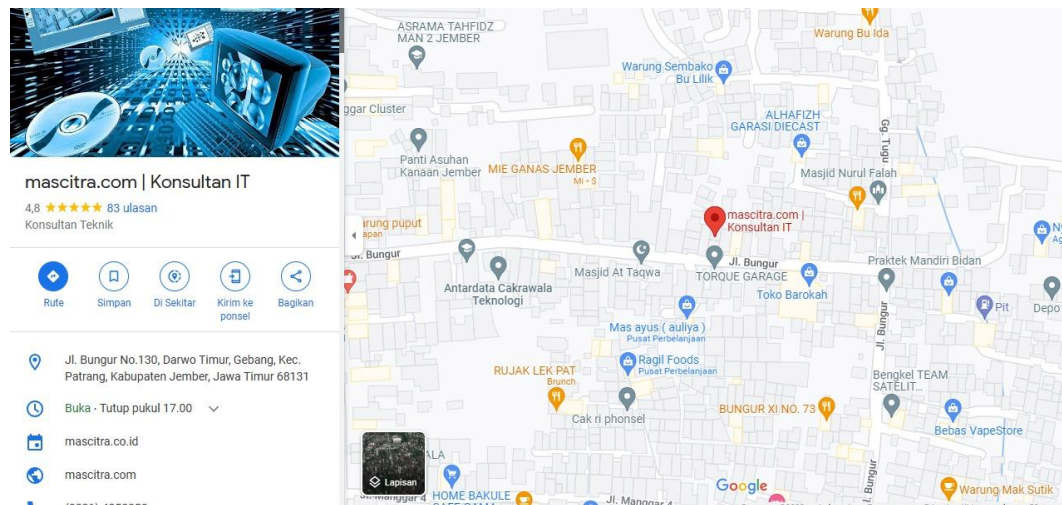 mascitra.com | Konsultan IT
4,8 ★★★★★ 83 ulasan
Konsultan Teknik
Rute
Simpan
Di Sekitar
Kirim ke
ponsel
Bagikan
Jl. Bungur No.130, Darwo Timur, Gebang, Kec.
Patrang, Kabupaten Jember, Jawa Timur 68131
Buka · Tutup pukul 17.00
mascitra.co.id
mascitra.com
ASRAMA TAHFIDZ
MAN 2 JEMBER
Warung Bu Ida
Warung Sembako
Bu Lilik
ggar Cluster
ALHAFIZH
GARASI DIECAST
Gg. Tugu
Panti Asuhan
Kanaan Jember
MIE GANAS JEMBER
Mi · $
Masjid Nurul Falah
mascitra.com |
Konsultan IT
arung puput
apan
Jl. Bungur
Masjid At Taqwa
TORQUE GARAGE
Jl. Bungur
Praktek Mandiri Bidan
Antardata Cakrawala
Teknologi
Toko Barokah
Pit
Depo
Mas ayus ( auliya )
Pusat Perbelanjaan
Jl. Bungur
Ragil Foods
Pusat Perbelanjaan
RUJAK LEK PAT
Brunch
Bengkel TEAM
SATELIT...
Cak ri phonsel
BUNGUR XI NO. 73
Bebas VapeStore
ALA
Lapisan
Jl. Manggar 4
HOME BAKULE
Jl. Manggar 4
Google
Bungur
Warung Mak Sutik